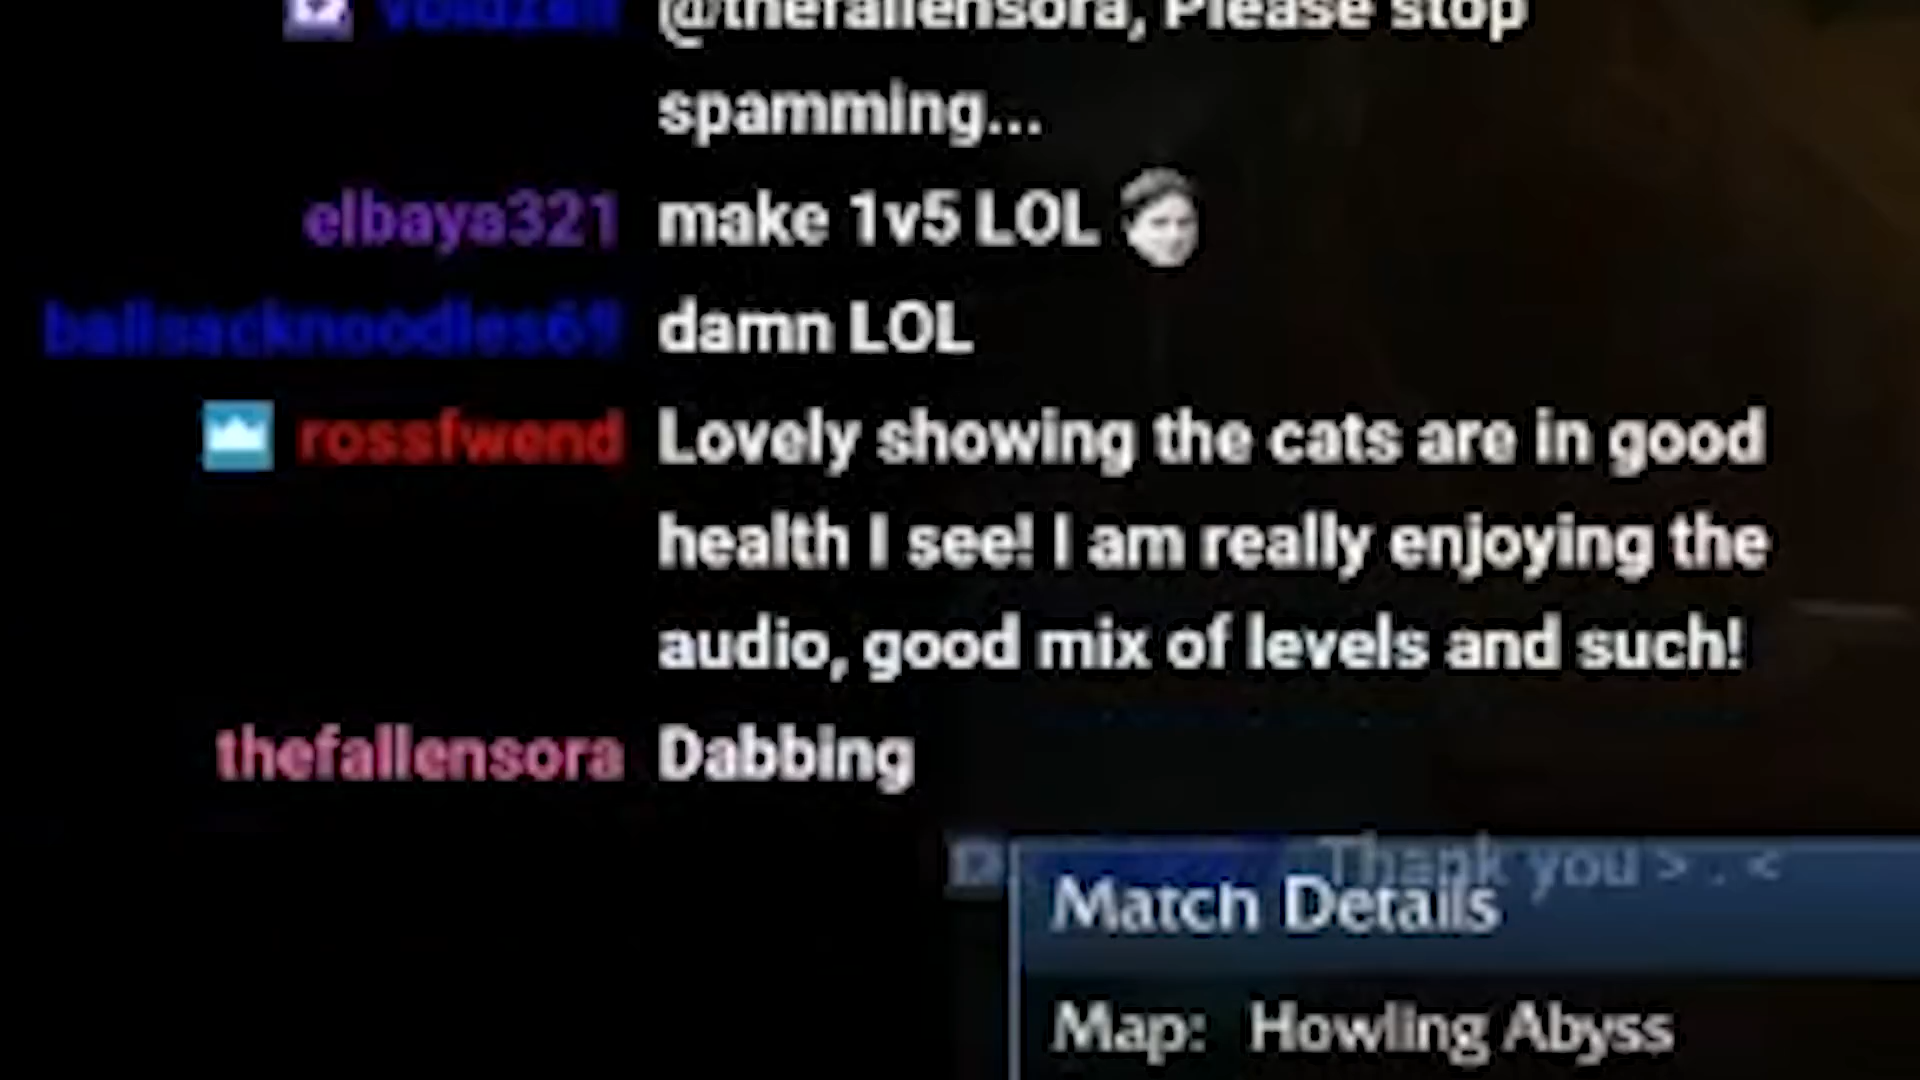 @thefallensora, Please stop
spamming...
elbaya321 make 1v5 LOL
ballsacknoodles69 damn LOL
rossfwend Lovely showing the cats are in good
health I see! I am really enjoying the
audio, good mix of levels and such!
thefallensora Dabbing
Thank you > . <
Match Details
Map: Howling Abyss